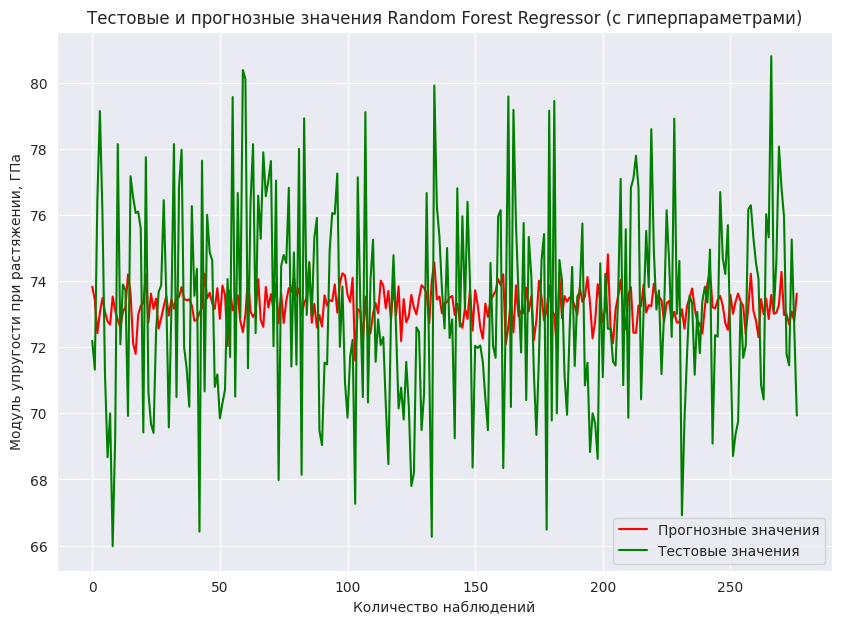 Тестовые и прогнозные значения Random Forest Regressor (с гиперпараметрами)
Модуль упругости при растяжении, ГПа
80
78
76
74
72
70
68
66
0 50 100 150 200 250
Количество наблюдений
Прогнозные значения
Тестовые значения